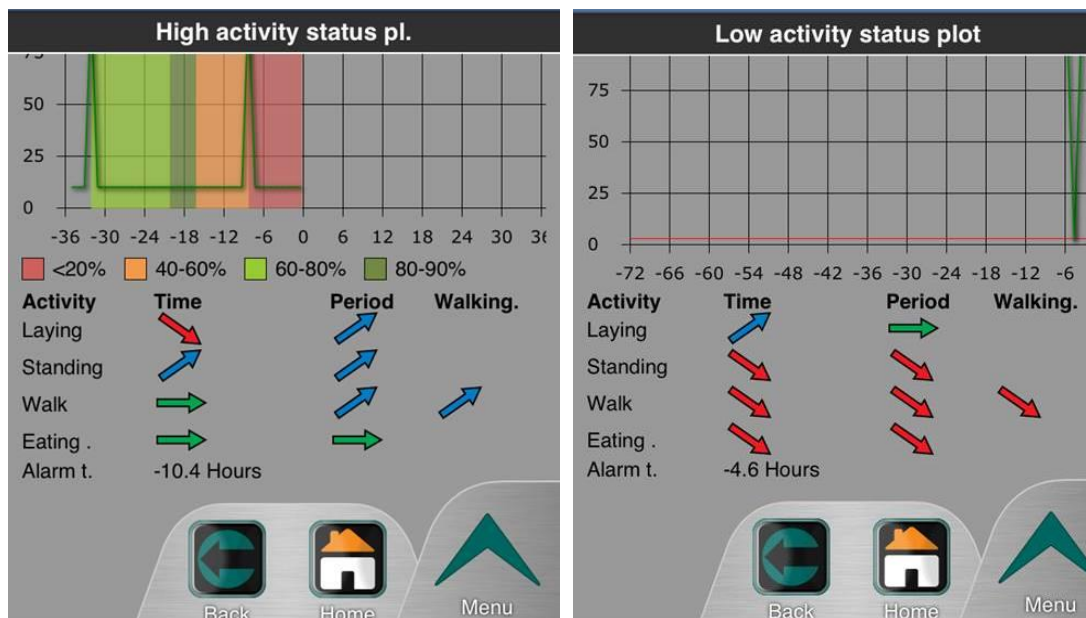 High activity status pl.
75
50
25
0
-36 -30 -24 -18 -12 -6 0 6 12 18 24 30
<20% 40-60% 60-80% 80-90%
Activity Time Period Walking.
Laying
Standing
Walk
Eating .
Alarm t. -10.4 Hours
Back Home Menu
Low activity status plot
75
50
25
0
-72 -66 -60 -54 -48 -42 -36 -30 -24 -18 -12 -6
Activity Time Period Walking.
Laying
Standing
Walk
Eating .
Alarm t. -4.6 Hours
Back Home Menu